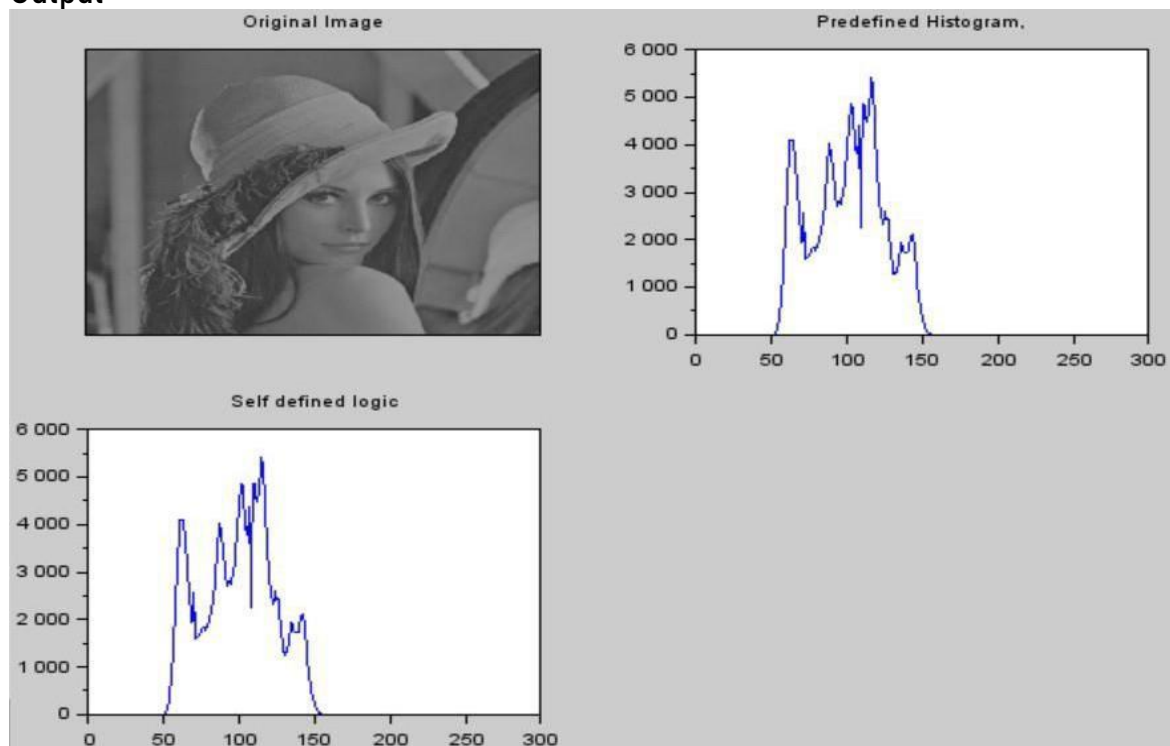 Output
Original Image
Predefined Histogram,
6 000
5 000
4 000
3 000
2 000
1 000
0
0 50 100 150 200 250 300
Self defined logic
6 000
5 000
4 000
3 000
2 000
1 000
0
0 50 100 150 200 250 300